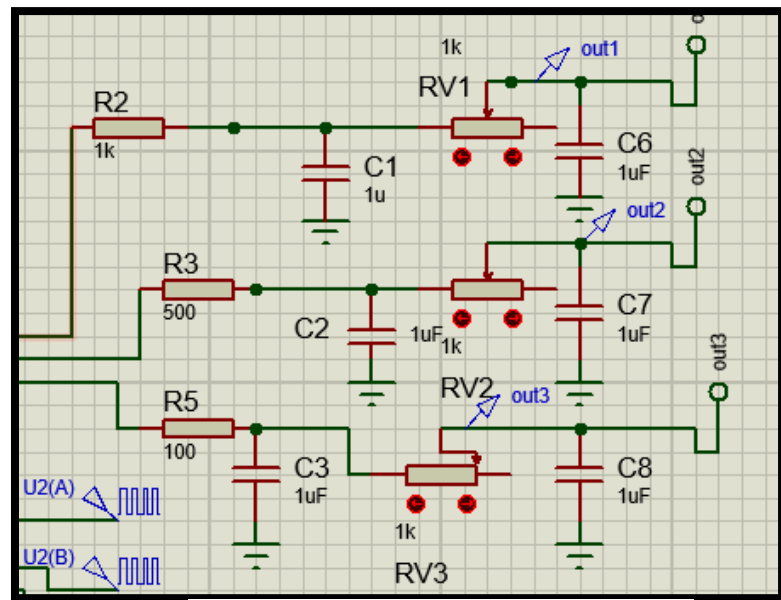 1k
out1
RV1
R2
1k
C6
1uF
C1
1u
out2
out2
R3
500
C7
1uF
C2
1uF
1k
out3
RV2
out3
R5
100
C3
1uF
C8
1uF
U2(A)
1k
U2(B)
RV3